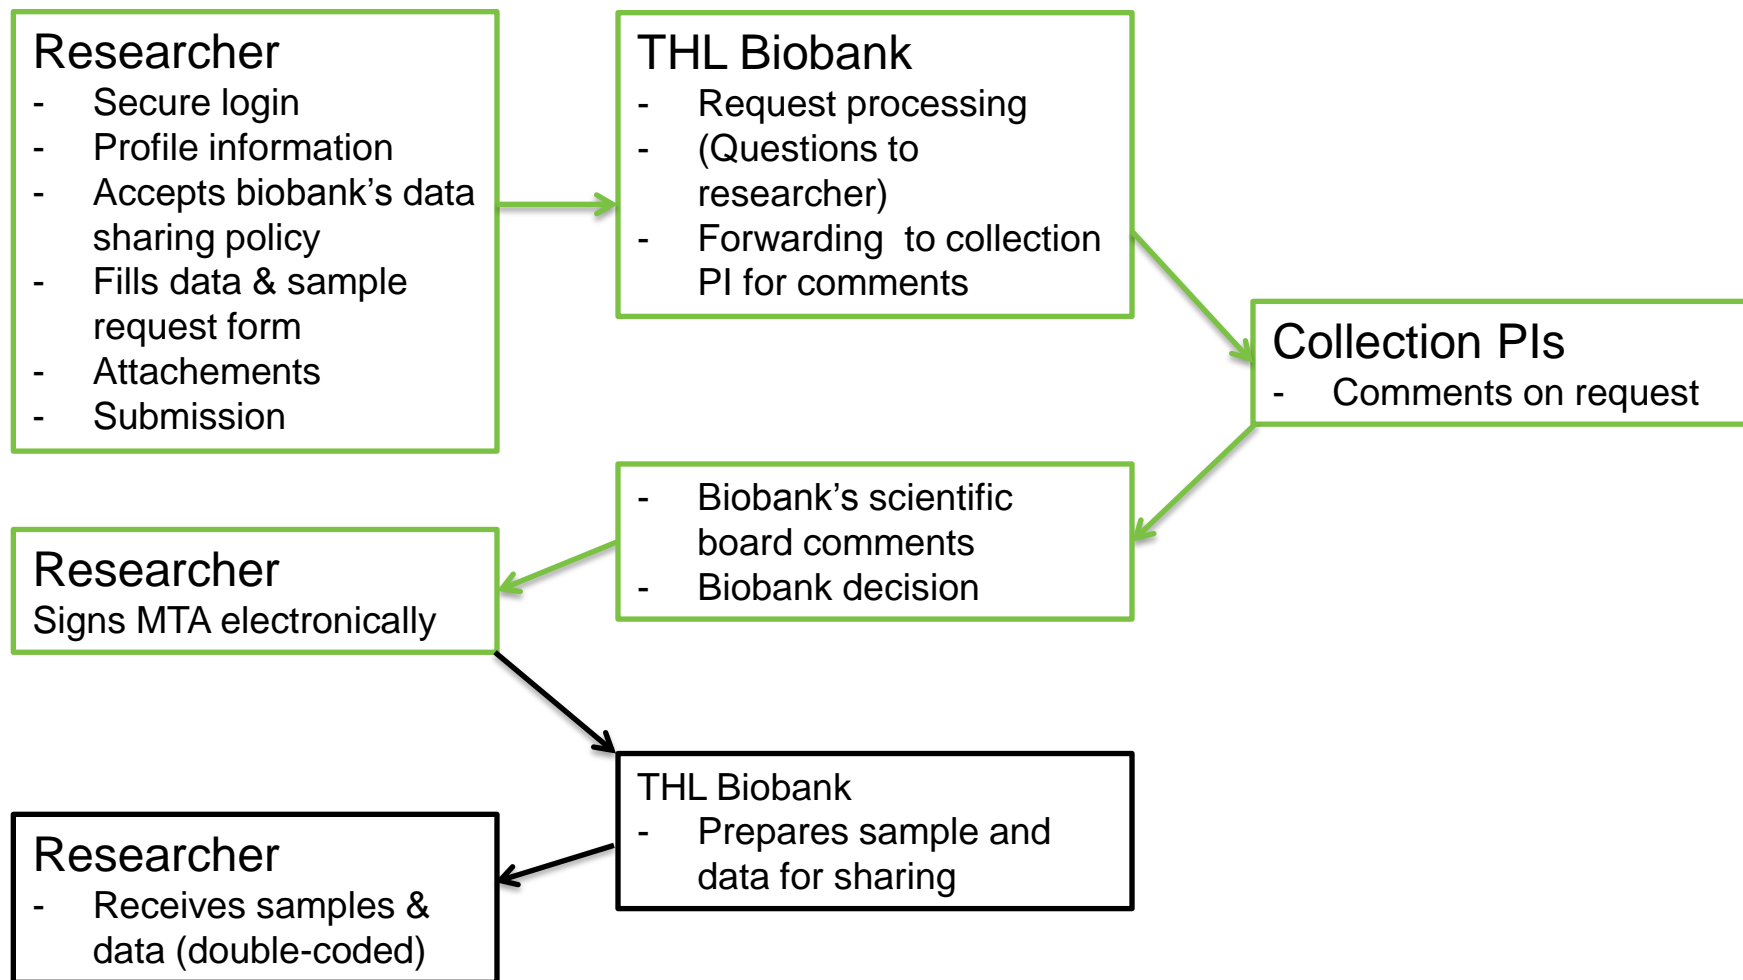 Researcher
- Secure login
- Profile information
- Accepts biobank’s data
sharing policy
- Fills data & sample
request form
- Attachements
- Submission
THL Biobank
- Request processing
- (Questions to
researcher)
- Forwarding to collection
PI for comments
Collection PIs
- Comments on request
- Biobank’s scientific
board comments
- Biobank decision
Researcher
Signs MTA electronically
THL Biobank
- Prepares sample and
data for sharing
Researcher
- Receives samples &
data (double-coded)